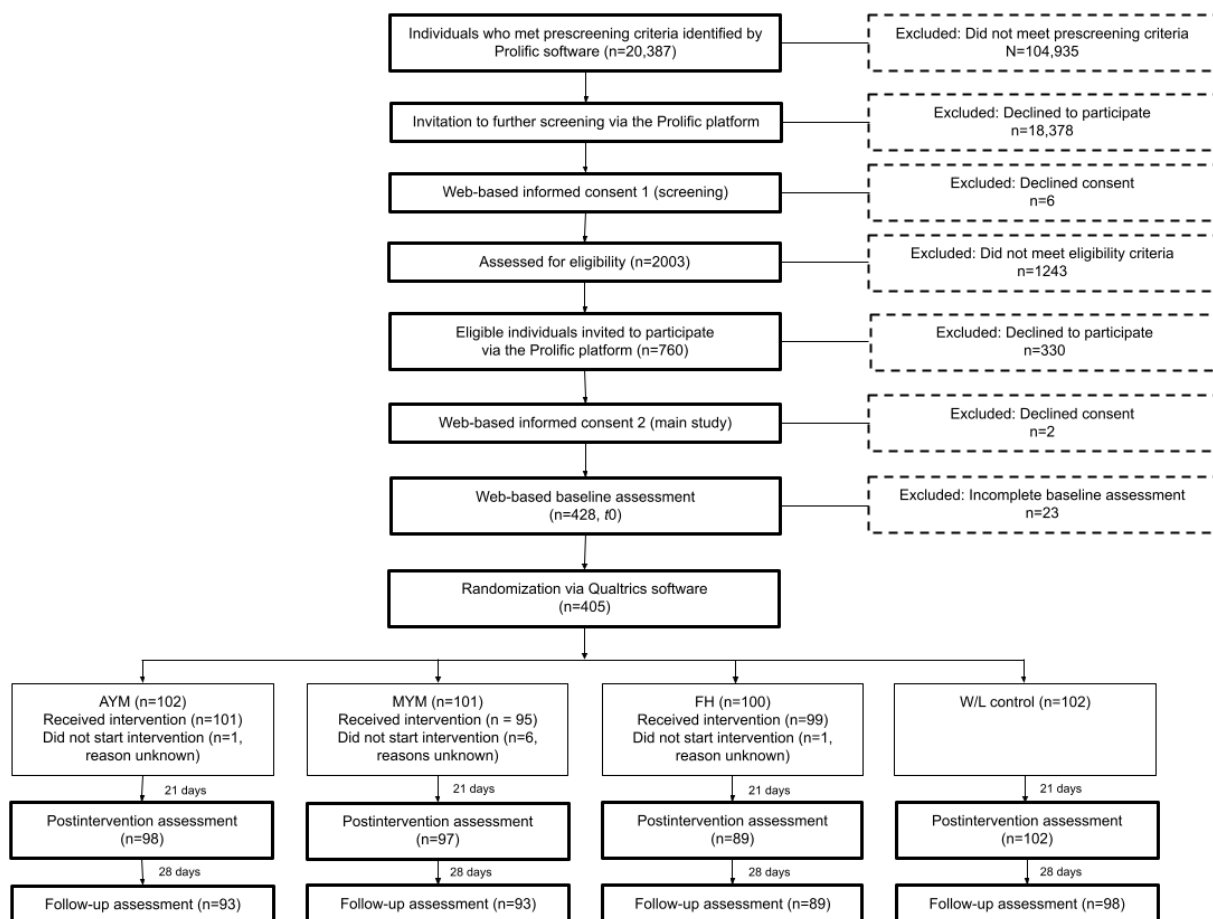 Individuals who met prescreening criteria identified by
Prolific software (n=20,387)
Excluded: Did not meet prescreening criteria
N=104,935
Invitation to further screening via the Prolific platform
Excluded: Declined to participate
n=18,378
Web-based informed consent 1 (screening)
Excluded: Declined consent
n=6
Assessed for eligibility (n=2003)
Excluded: Did not meet eligibility criteria
n=1243
Eligible individuals invited to participate
via the Prolific platform (n=760)
Excluded: Declined to participate
n=330
Web-based informed consent 2 (main study)
Excluded: Declined consent
n=2
Web-based baseline assessment
(n=428, t0)
Excluded: Incomplete baseline assessment
n=23
Randomization via Qualtrics software
(n=405)
AYM (n=102)
Received intervention (n=101)
Did not start intervention (n=1,
reason unknown)
MYM (n=101)
Received intervention (n = 95)
Did not start intervention (n=6,
reasons unknown)
FH (n=100)
Received intervention (n=99)
Did not start intervention (n=1,
reason unknown)
W/L control (n=102)
21 days
21 days
21 days
21 days
Postintervention assessment
(n=98)
Postintervention assessment
(n=97)
Postintervention assessment
(n=89)
Postintervention assessment
(n=102)
28 days
28 days
28 days
28 days
Follow-up assessment (n=93)
Follow-up assessment (n=93)
Follow-up assessment (n=89)
Follow-up assessment (n=98)